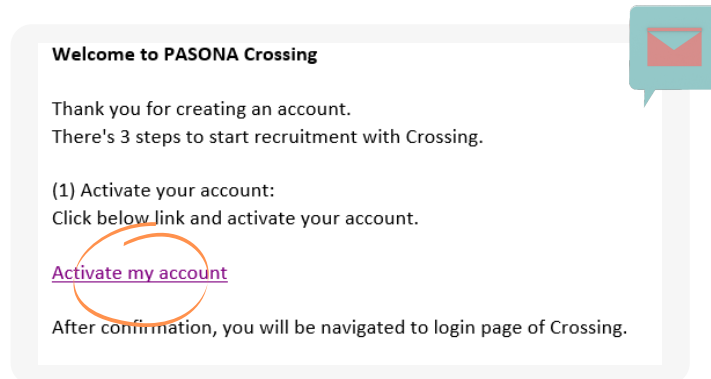 Welcome to PASONA Crossing
Thank you for creating an account.
There's 3 steps to start recruitment with Crossing.
(1) Activate your account:
Click below link and activate your account.
Activate my account
After confirmation, you will be navigated to login page of Crossing.